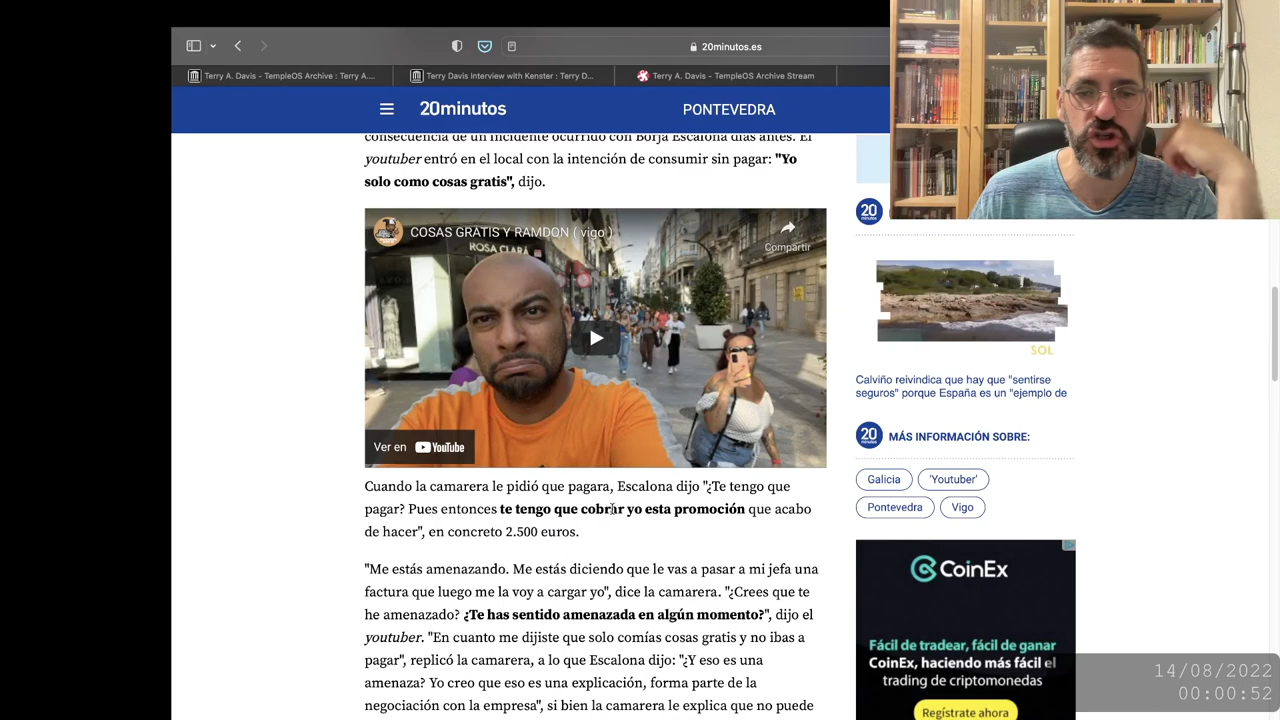 20minutos.es
Terry A. Davis - TempleOS Archive : Terry A....
Terry Davis Interview with Kenster : Terry D...
Terry A. Davis - TempleOS Archive Stream
20minutos
PONTEVEDRA
consecuencia de un incidente ocurrido con Borja Escalona días antes. El
youtuber entró en el local con la intención de consumir sin pagar: "Yo
solo como cosas gratis", dijo.
COSAS GRATIS Y RAMDON ( vigo )
Compartir
ROSA CLARÁ
Ver en YouTube
Cuando la camarera le pidió que pagara, Escalona dijo "¿Te tengo que
pagar? Pues entonces te tengo que cobrar yo esta promoción que acabo
de hacer", en concreto 2.500 euros.
"Me estás amenazando. Me estás diciendo que le vas a pasar a mi jefa una
factura que luego me la voy a cargar yo", dice la camarera. "¿Crees que te
he amenazado? ¿Te has sentido amenazada en algún momento?", dijo el
youtuber. "En cuanto me dijiste que solo comías cosas gratis y no ibas a
pagar", replicó la camarera, a lo que Escalona dijo: "¿Y eso es una
amenaza? Yo creo que eso es una explicación, forma parte de la
negociación con la empresa", si bien la camarera le explica que no puede
20
SOL
Calviño reivindica que hay que "sentirse
seguros" porque España es un "ejemplo de
20 MÁS INFORMACIÓN SOBRE:
Galicia
'Youtuber'
Pontevedra
Vigo
CoinEx
Fácil de tradear, fácil de ganar
CoinEx, haciendo más fácil el
trading de criptomonedas
Regístrate ahora
14/08/2022
00:00:52